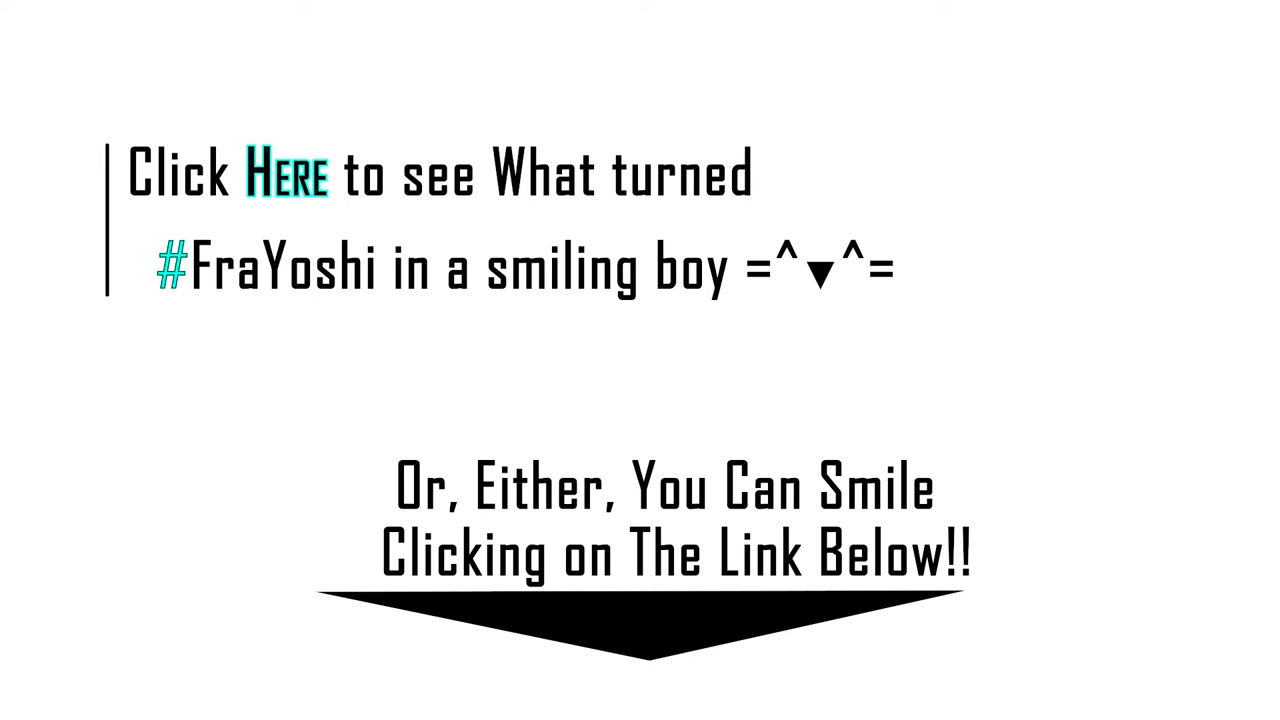 Click Here to see What turned
#FraYoshi in a smiling boy =^▼^=
Or, Either, You Can Smile
Clicking on The Link Below!!